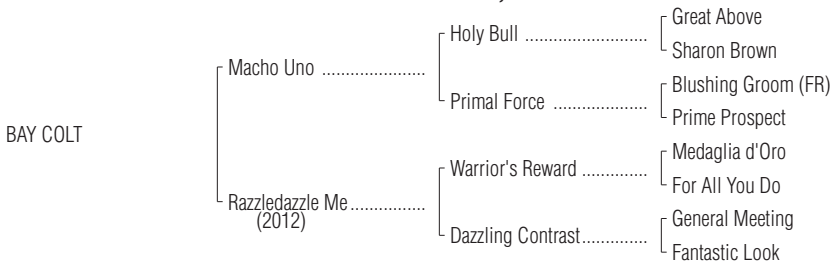 Great Above
Holy Bull ..........................
Sharon Brown
Macho Uno ......................
Blushing Groom (FR)
Primal Force ....................
Prime Prospect
BAY COLT
Medaglia d'Oro
Warrior's Reward ..............
For All You Do
Razzledazzle Me................
(2012)
General Meeting
Dazzling Contrast..............
Fantastic Look